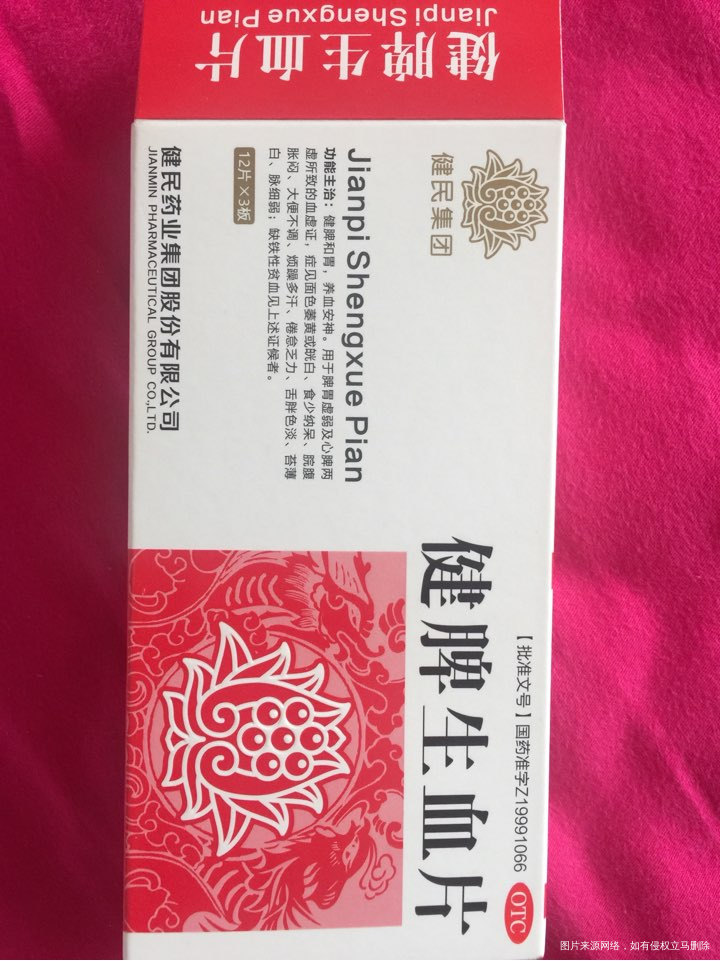 健脾生血片
Jianpi Shengxue Pian
健民集团
【批准文号】国药准字Z19991066
OTC
健脾生血片
Jianpi Shengxue Pian
功能主治：健脾和胃，养血安神。用于脾胃虚弱及心脾两
虚所致的血虚证，症见面色萎黄或㿠白、食少纳呆、脘腹
胀闷、大便不调、烦躁多汗、倦怠乏力、舌胖色淡、苔薄
白、脉细弱；缺铁性贫血见上述证候者。
12片×3板
健民药业集团股份有限公司
JIANMIN PHARMACEUTICAL GROUP CO.,LTD.
图片来源网络，如有侵权立马删除